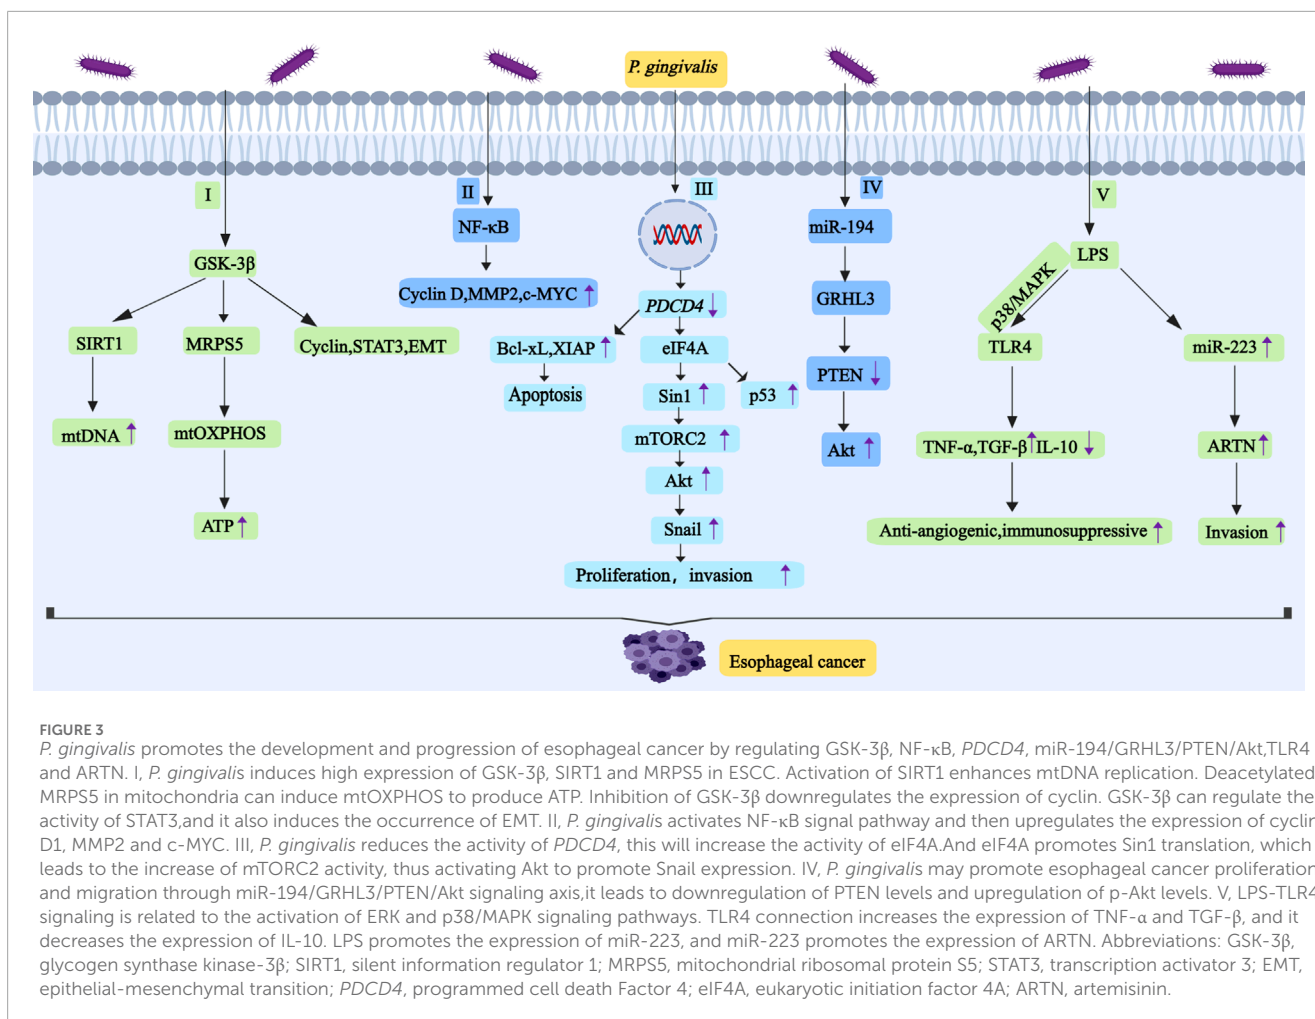 P. gingivalis
I
II
III
IV
V
GSK-3β
NF-κB
miR-194
LPS
p38/MAPK
Cyclin D,MMP2,c-MYC ↑
PDCD4 ↓
GRHL3
SIRT1
MRPS5
Cyclin,STAT3,EMT
Bcl-xL,XIAP ↑
eIF4A
TLR4
miR-223 ↑
PTEN ↓
Apoptosis
Sin1 ↑
p53 ↑
mtDNA ↑
mtOXPHOS
mTORC2 ↑
Akt ↑
TNF-α,TGF-β↑IL-10 ↓
ARTN ↑
Akt ↑
ATP ↑
Snail ↑
Anti-angiogenic,immunosuppressive ↑
Invasion ↑
Proliferation, invasion ↑
Esophageal cancer
FIGURE 3
P. gingivalis promotes the development and progression of esophageal cancer by regulating GSK-3β, NF-κB, PDCD4, miR-194/GRHL3/PTEN/Akt,TLR4
and ARTN. I, P. gingivalis induces high expression of GSK-3β, SIRT1 and MRPS5 in ESCC. Activation of SIRT1 enhances mtDNA replication. Deacetylated
MRPS5 in mitochondria can induce mtOXPHOS to produce ATP. Inhibition of GSK-3β downregulates the expression of cyclin. GSK-3β can regulate the
activity of STAT3,and it also induces the occurrence of EMT. II, P. gingivalis activates NF-κB signal pathway and then upregulates the expression of cyclin
D1, MMP2 and c-MYC. III, P. gingivalis reduces the activity of PDCD4, this will increase the activity of eIF4A.And eIF4A promotes Sin1 translation, which
leads to the increase of mTORC2 activity, thus activating Akt to promote Snail expression. IV, P. gingivalis may promote esophageal cancer proliferation
and migration through miR-194/GRHL3/PTEN/Akt signaling axis,it leads to downregulation of PTEN levels and upregulation of p-Akt levels. V, LPS-TLR4
signaling is related to the activation of ERK and p38/MAPK signaling pathways. TLR4 connection increases the expression of TNF-α and TGF-β, and it
decreases the expression of IL-10. LPS promotes the expression of miR-223, and miR-223 promotes the expression of ARTN. Abbreviations: GSK-3β,
glycogen synthase kinase-3β; SIRT1, silent information regulator 1; MRPS5, mitochondrial ribosomal protein S5; STAT3, transcription activator 3; EMT,
epithelial-mesenchymal transition; PDCD4, programmed cell death Factor 4; eIF4A, eukaryotic initiation factor 4A; ARTN, artemisinin.